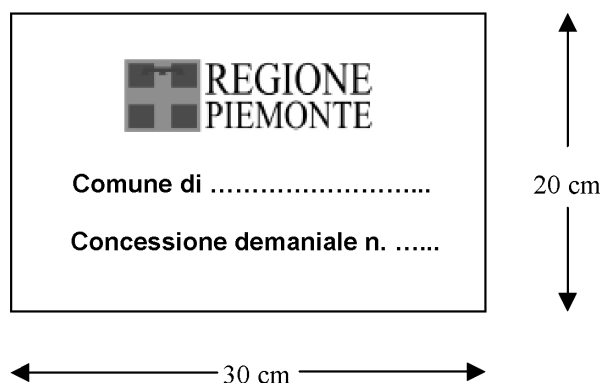 REGIONE
PIEMONTE
Comune di ……………………...
Concessione demaniale n. …...
20 cm
30 cm